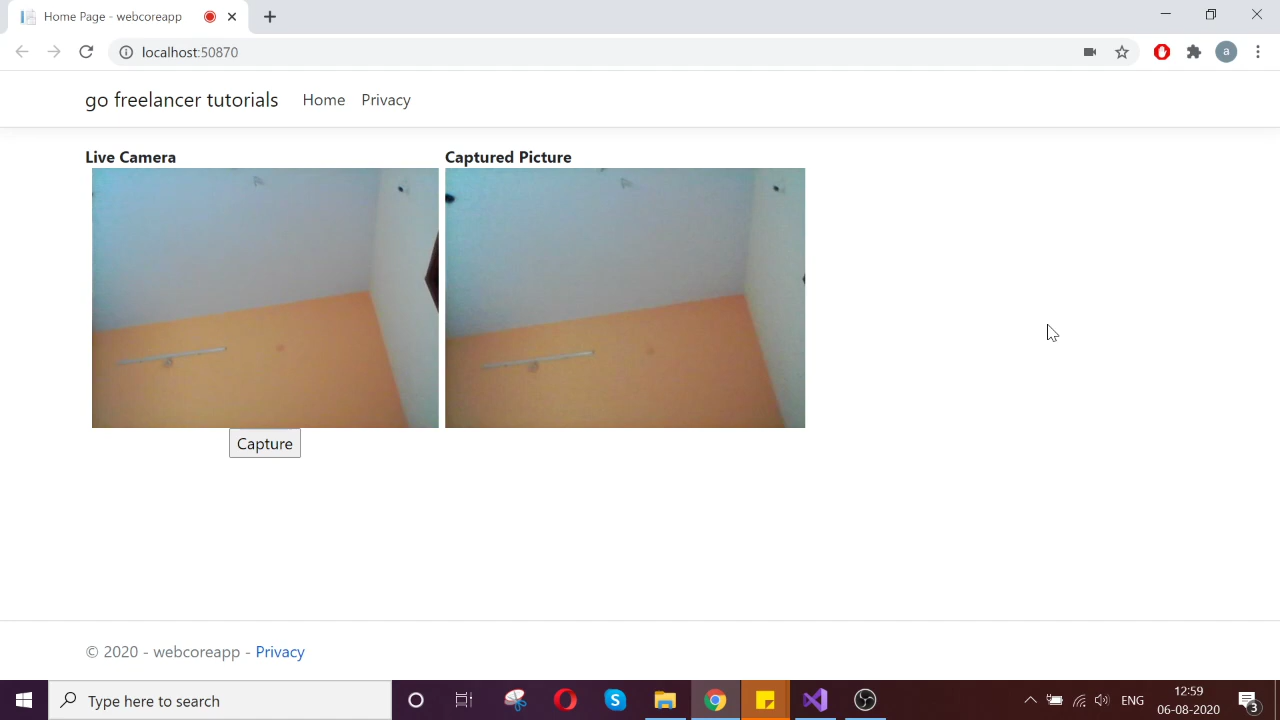 Home Page - webcoreapp
localhost:50870
a
go freelancer tutorials Home Privacy
Live Camera Captured Picture
Capture
© 2020 - webcoreapp - Privacy
Type here to search
ENG
12:59
06-08-2020
3